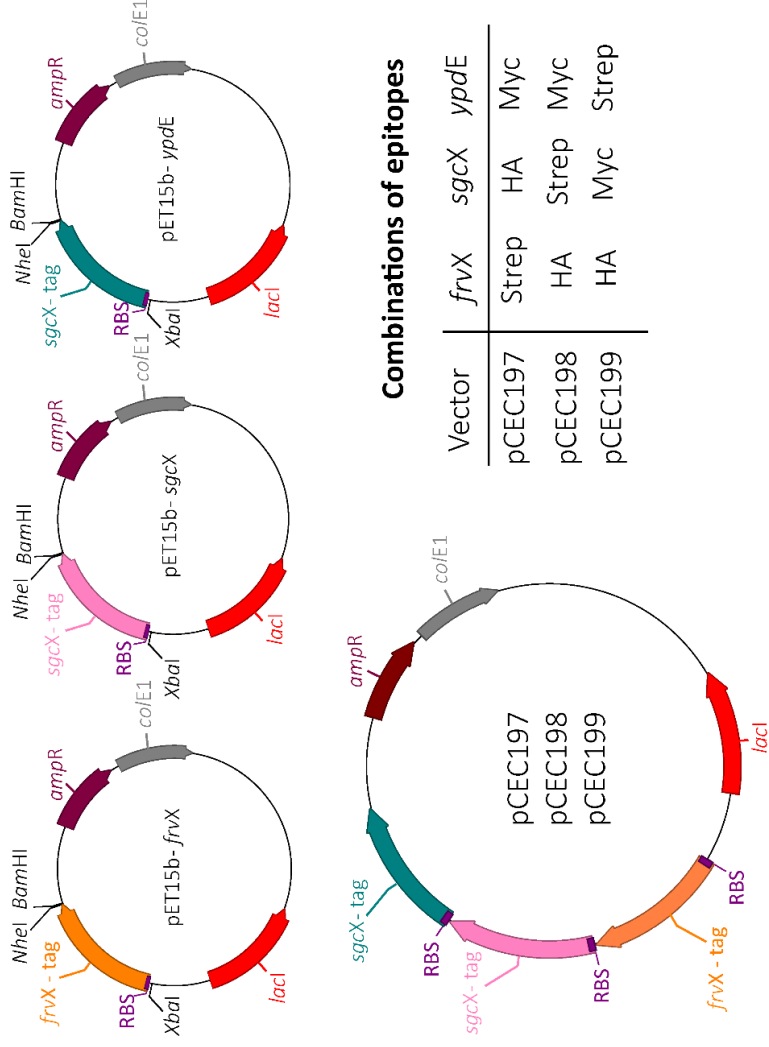 NheI BamHI
frvX - tag
ampR
colE1
RBS
XbaI
pET15b- frvX
lacI
NheI BamHI
sgcX- tag
ampR
colE1
RBS
XbaI
pET15b- sgcX
lacI
NheI BamHI
sgcX- tag
ampR
colE1
RBS
XbaI
pET15b- ypdE
lacI
sgcX- tag
ampR
colE1
RBS
sgcX- tag
pCEC197
pCEC198
pCEC199
RBS
RBS
frvX - tag
lacI
Combinations of epitopes
Vector frvX sgcX ypdE
pCEC197 Strep HA Myc
pCEC198 HA Strep Myc
pCEC199 HA Myc Strep